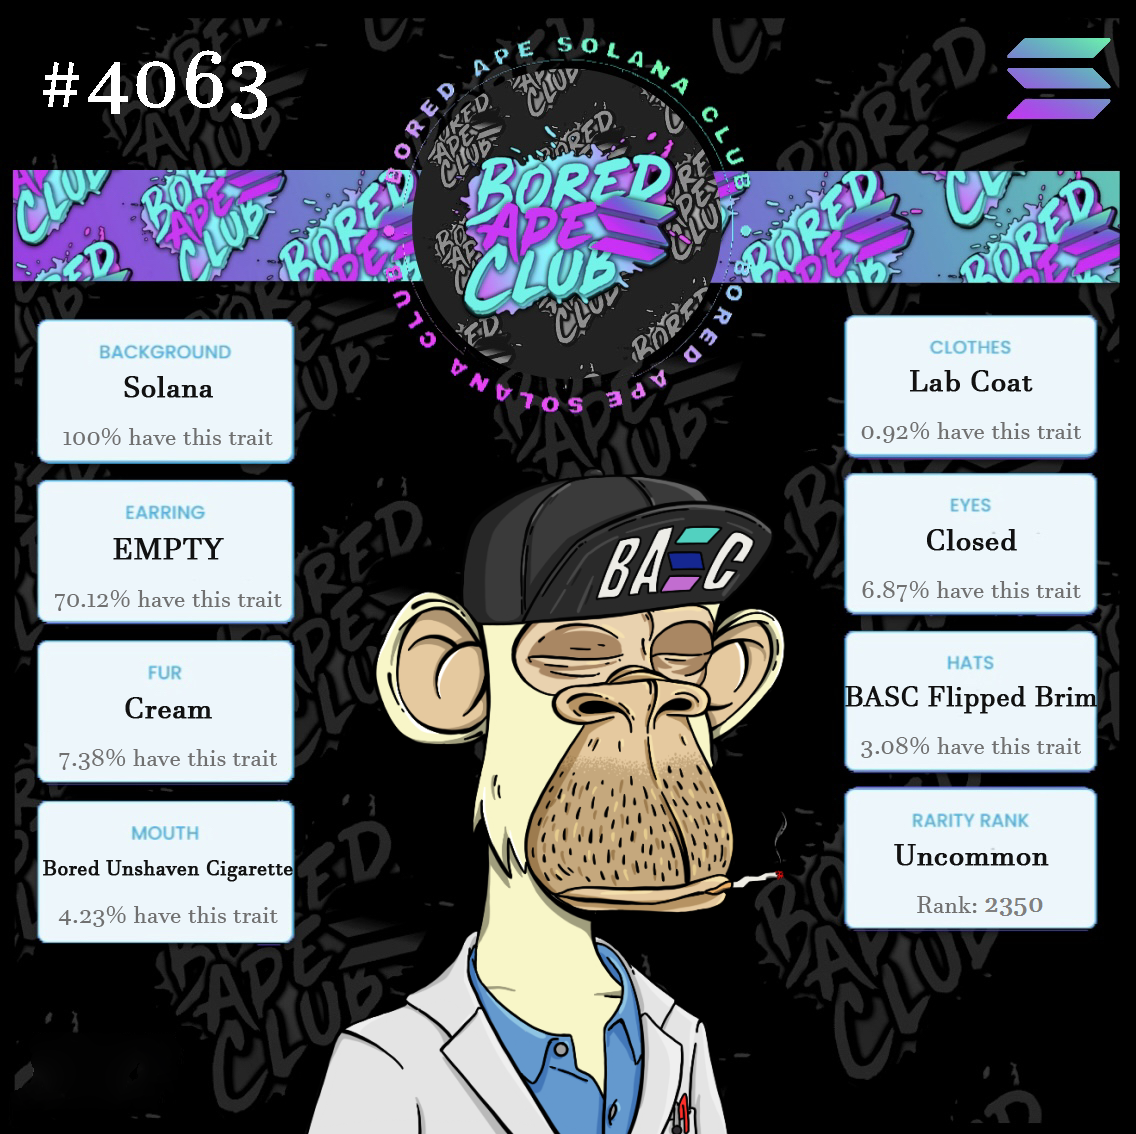 #4063
BORED APE SOLANA CLUB
BORED APE SOLANA CLUB
BORED
APE
CLUB
BACKGROUND
Solana
100% have this trait
EARRING
EMPTY
70.12% have this trait
FUR
Cream
7.38% have this trait
MOUTH
Bored Unshaven Cigarette
4.23% have this trait
CLOTHES
Lab Coat
0.92% have this trait
EYES
Closed
6.87% have this trait
HATS
BASC Flipped Brim
3.08% have this trait
RARITY RANK
Uncommon
Rank: 2350
BA C